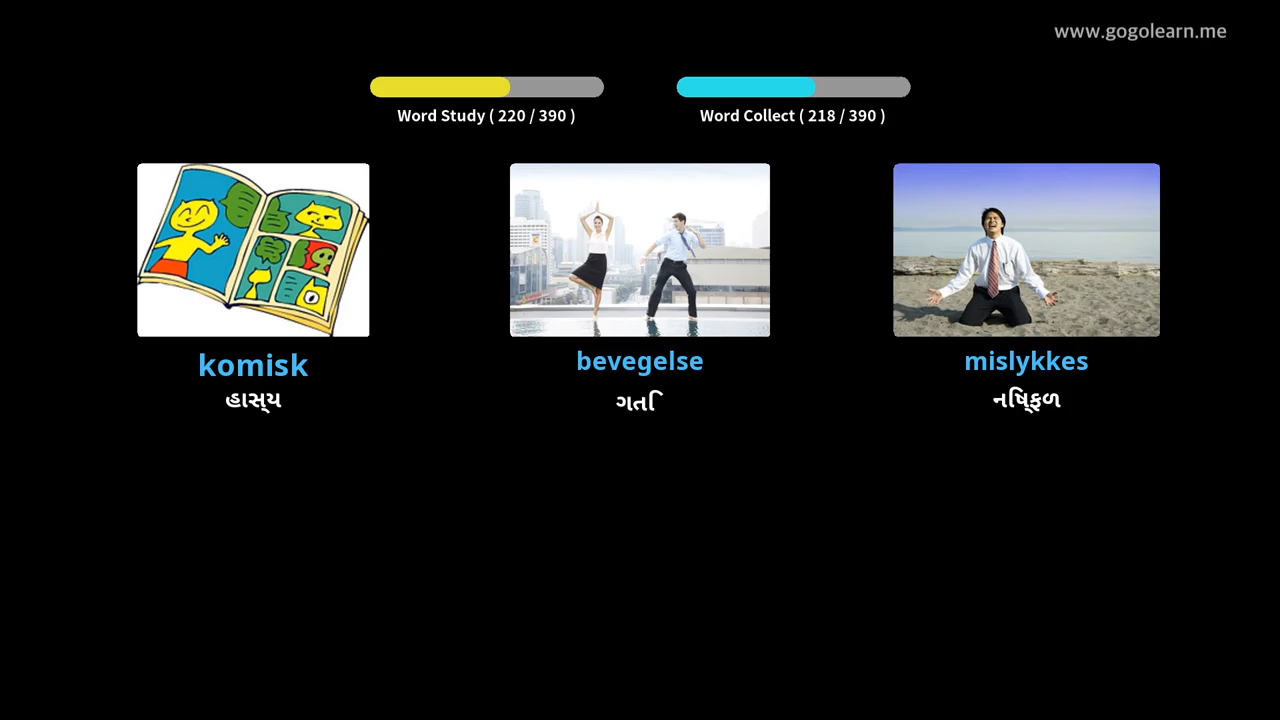 www.gogolearn.me
Word Study ( 220 / 390 )
Word Collect ( 218 / 390 )
komisk
bevegelse
mislykkes
હાસ્ય
ગતિ
નિષ્ફળ